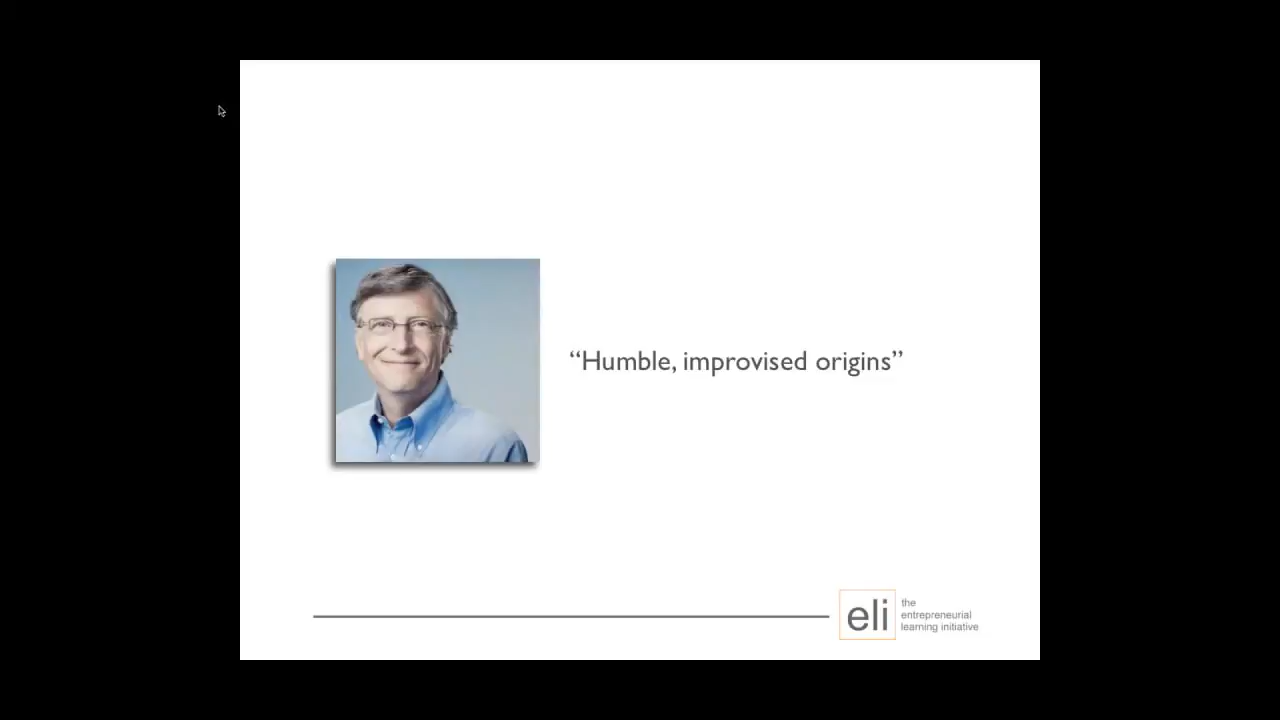 “Humble, improvised origins”
eli
the
entrepreneurial
learning initiative